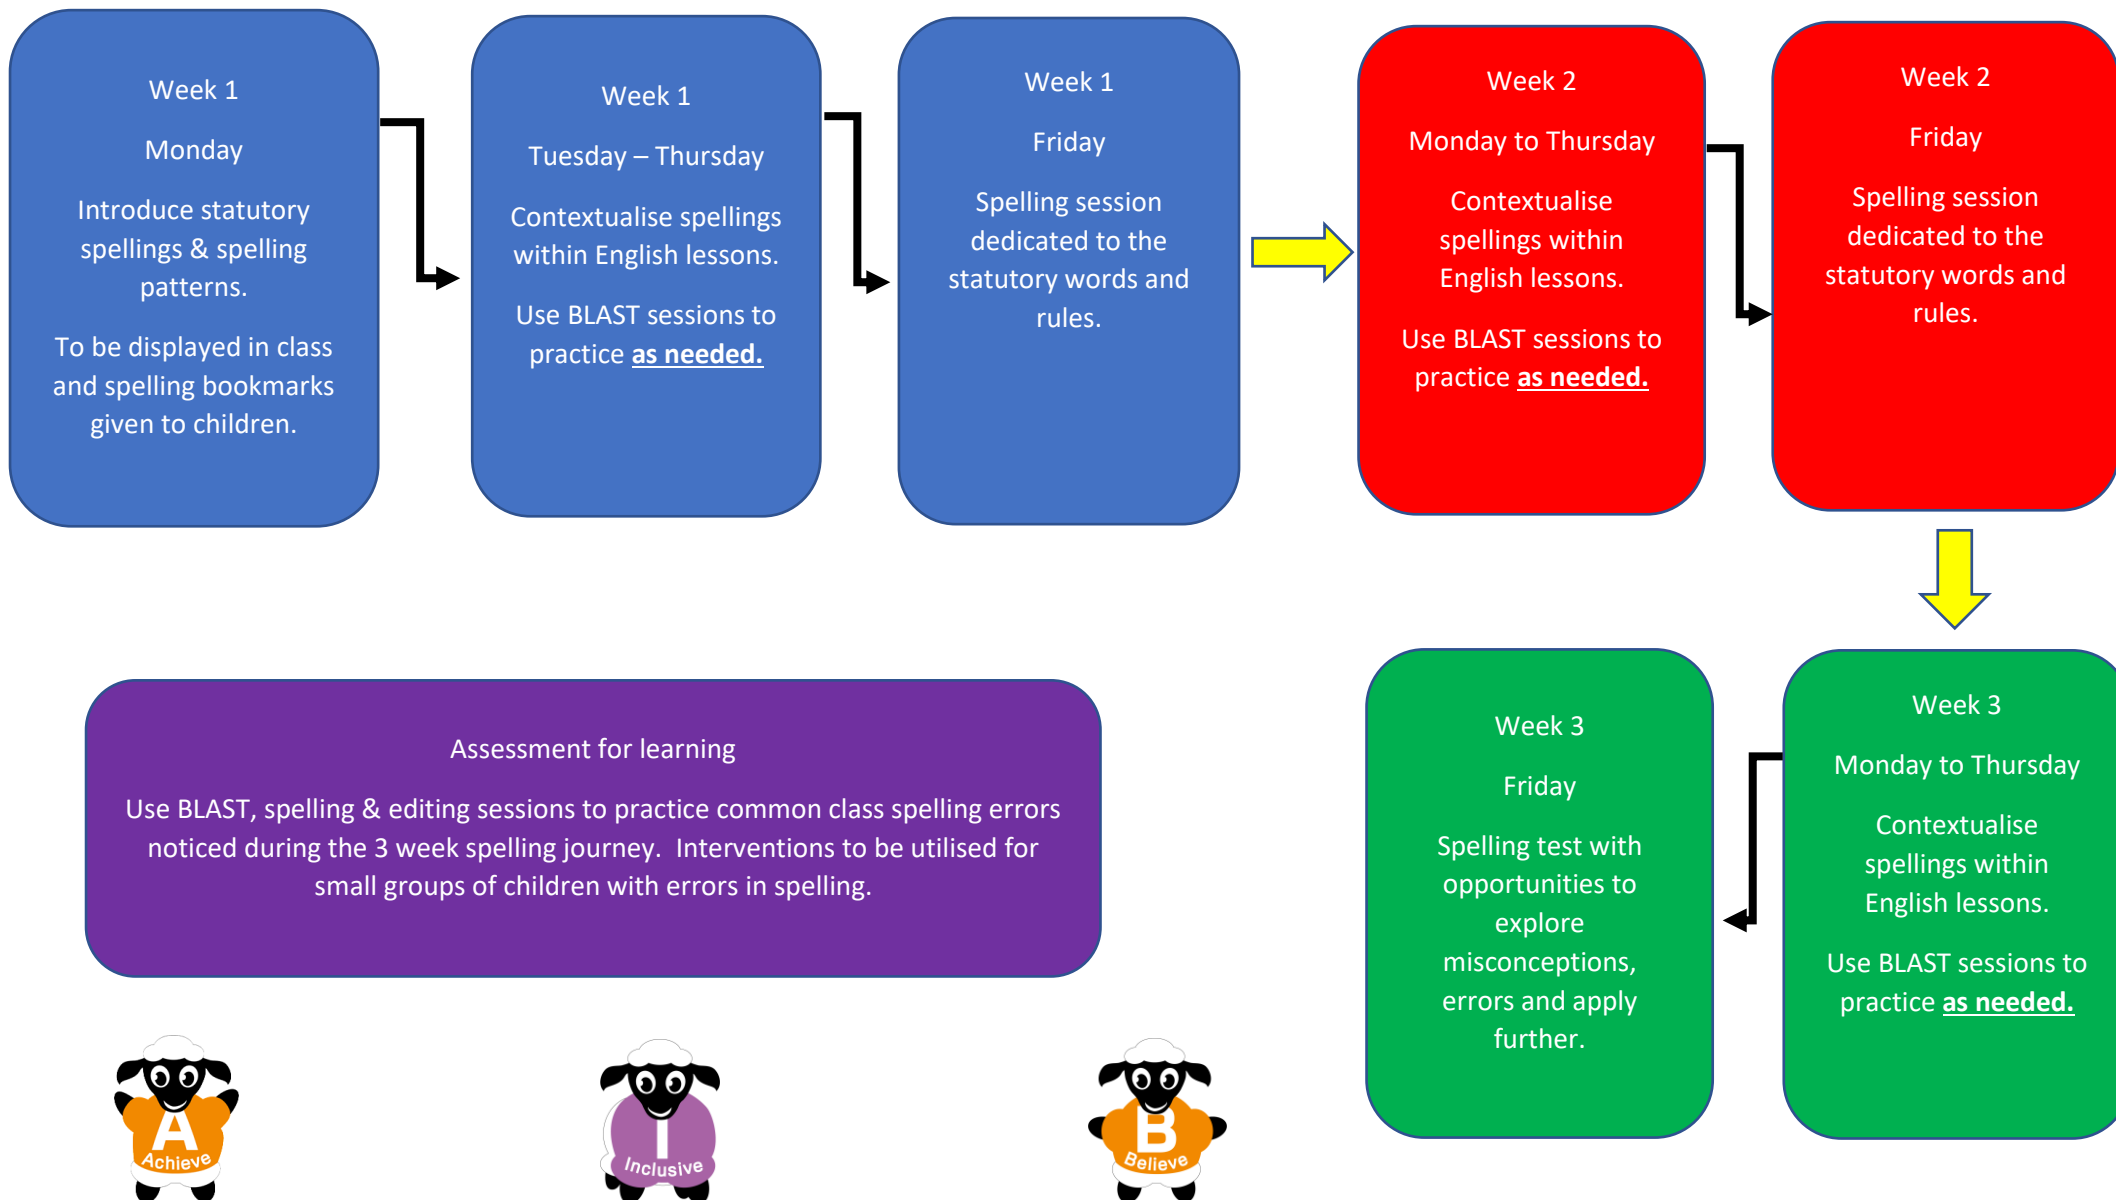 Week 1
Monday
Introduce statutory
spellings & spelling
patterns.
To be displayed in class
and spelling bookmarks
given to children.
Week 1
Tuesday – Thursday
Contextualise spellings
within English lessons.
Use BLAST sessions to
practice as needed.
Week 1
Friday
Spelling session
dedicated to the
statutory words and
rules.
Week 2
Monday to Thursday
Contextualise
spellings within
English lessons.
Use BLAST sessions to
practice as needed.
Week 2
Friday
Spelling session
dedicated to the
statutory words and
rules.
Week 3
Monday to Thursday
Contextualise
spellings within
English lessons.
Use BLAST sessions to
practice as needed.
Week 3
Friday
Spelling test with
opportunities to
explore
misconceptions,
errors and apply
further.
Assessment for learning
Use BLAST, spelling & editing sessions to practice common class spelling errors
noticed during the 3 week spelling journey.  Interventions to be utilised for
small groups of children with errors in spelling.
A
Achieve
I
Inclusive
B
Believe